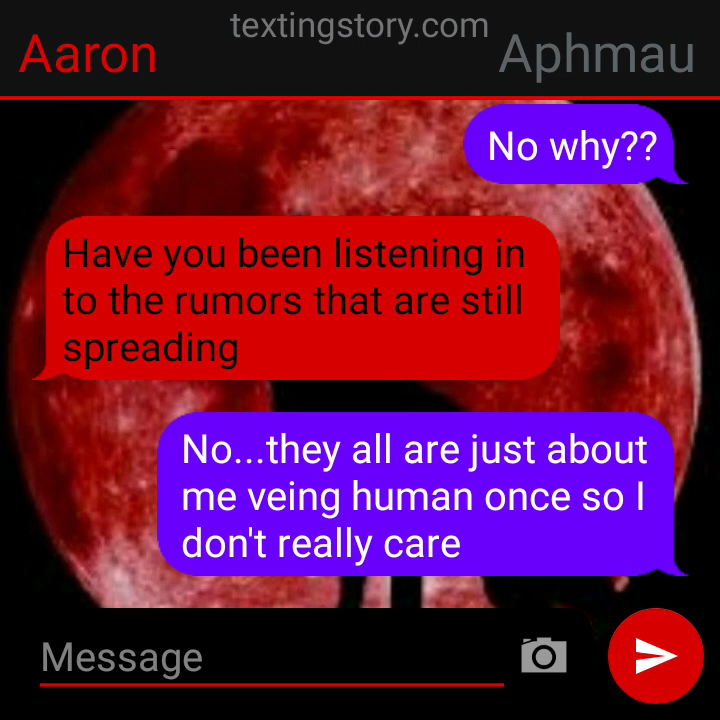 textingstory.com
Aaron
Aphmau
No why??
Have you been listening in
to the rumors that are still
spreading
No...they all are just about
me veing human once so I
don't really care
Message